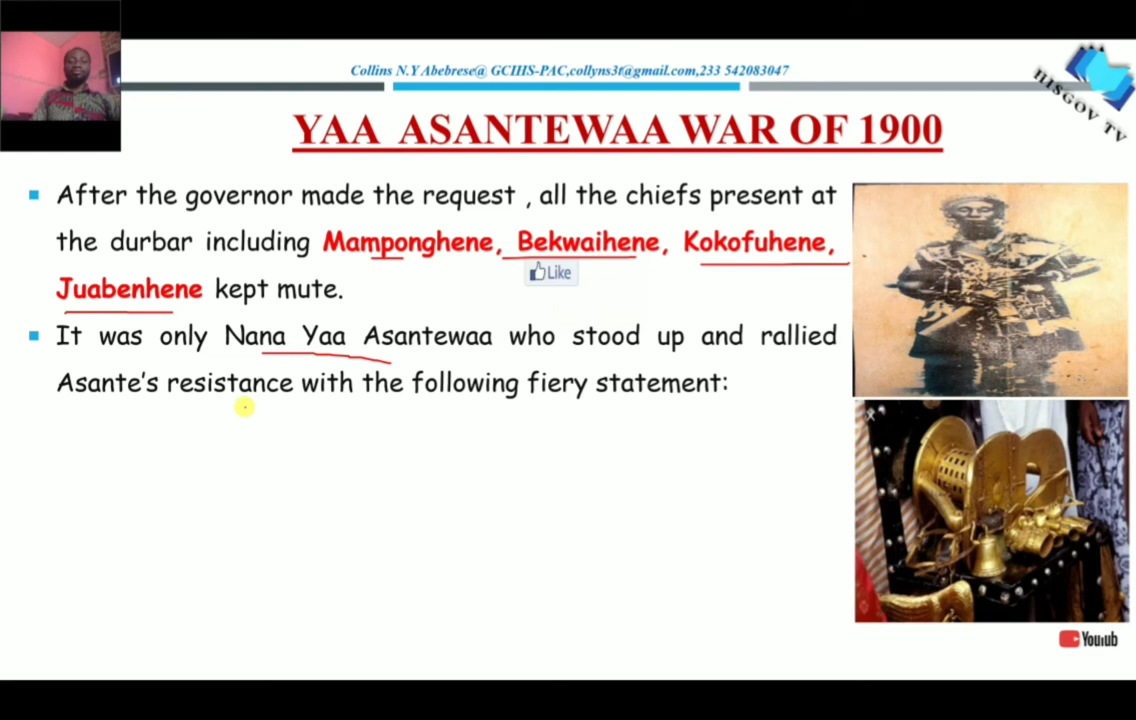 Collins N.Y Abebrese@ GCIHS-PAC,collyns3t@gmail.com,233 542083047
HISGOV TV
YAA ASANTEWAA WAR OF 1900
After the governor made the request , all the chiefs present at
the durbar including Mamponghene, Bekwaihene, Kokofuhene,
Juabenhene kept mute.
Like
It was only Nana Yaa Asantewaa who stood up and rallied
Asante's resistance with the following fiery statement: